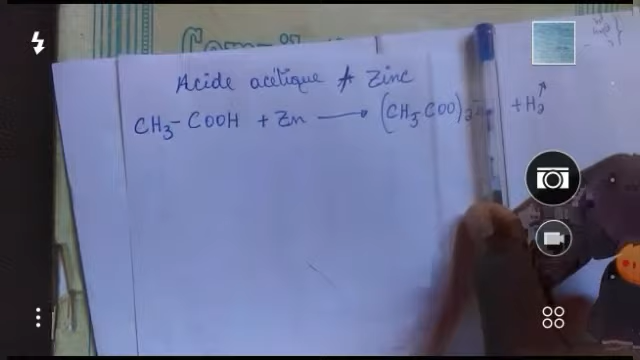 Acide acétique + Zinc
CH₃-COOH + Zn ⟶ (CH₃COO)₂ + H₂↑